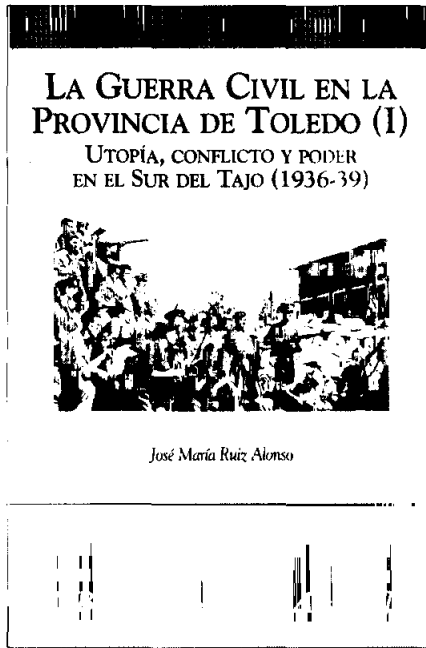 LA GUERRA CIVIL EN LA
PROVINCIA DE TOLEDO (I)
UTOPÍA, CONFLICTO Y PODER
EN EL SUR DEL TAJO (1936-39)
José María Ruiz Alonso